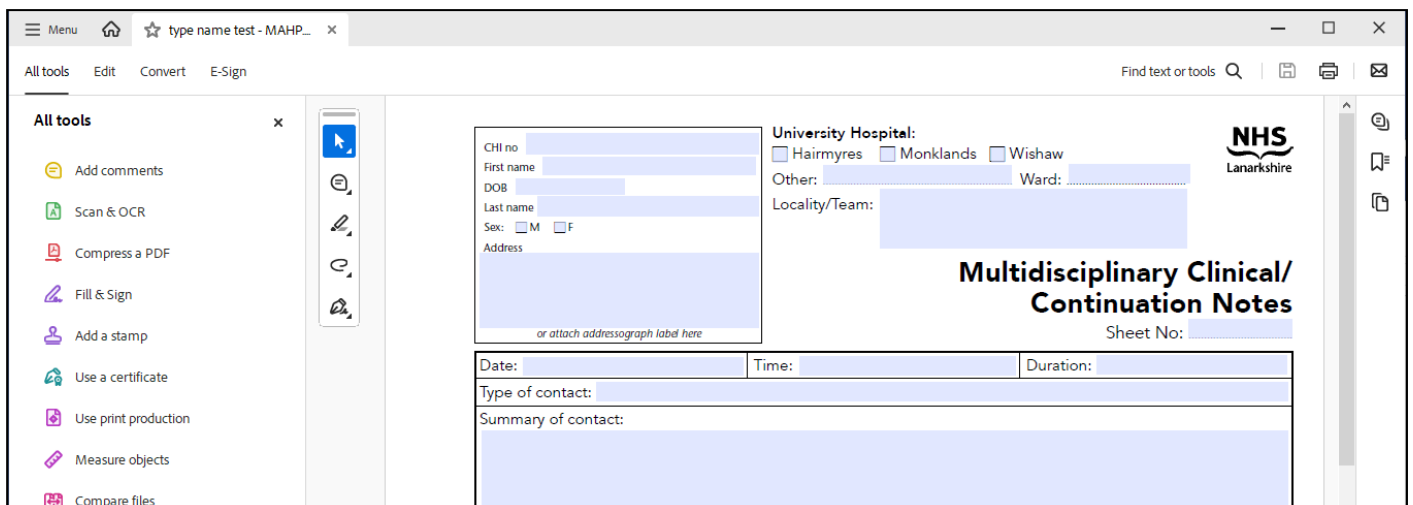 Menu
type name test - MAHP...
All tools
Edit
Convert
E-Sign
Find text or tools
All tools
Add comments
Scan & OCR
Compress a PDF
Fill & Sign
Add a stamp
Use a certificate
Use print production
Measure objects
Compare files
CHI no
First name
DOB
Last name
Sex: M F
Address
or attach addressograph label here
University Hospital:
Hairmyres Monklands Wishaw
Other: Ward:
Locality/Team:
NHS
Lanarkshire
Multidisciplinary Clinical/
Continuation Notes
Sheet No:
Date: Time: Duration:
Type of contact:
Summary of contact: